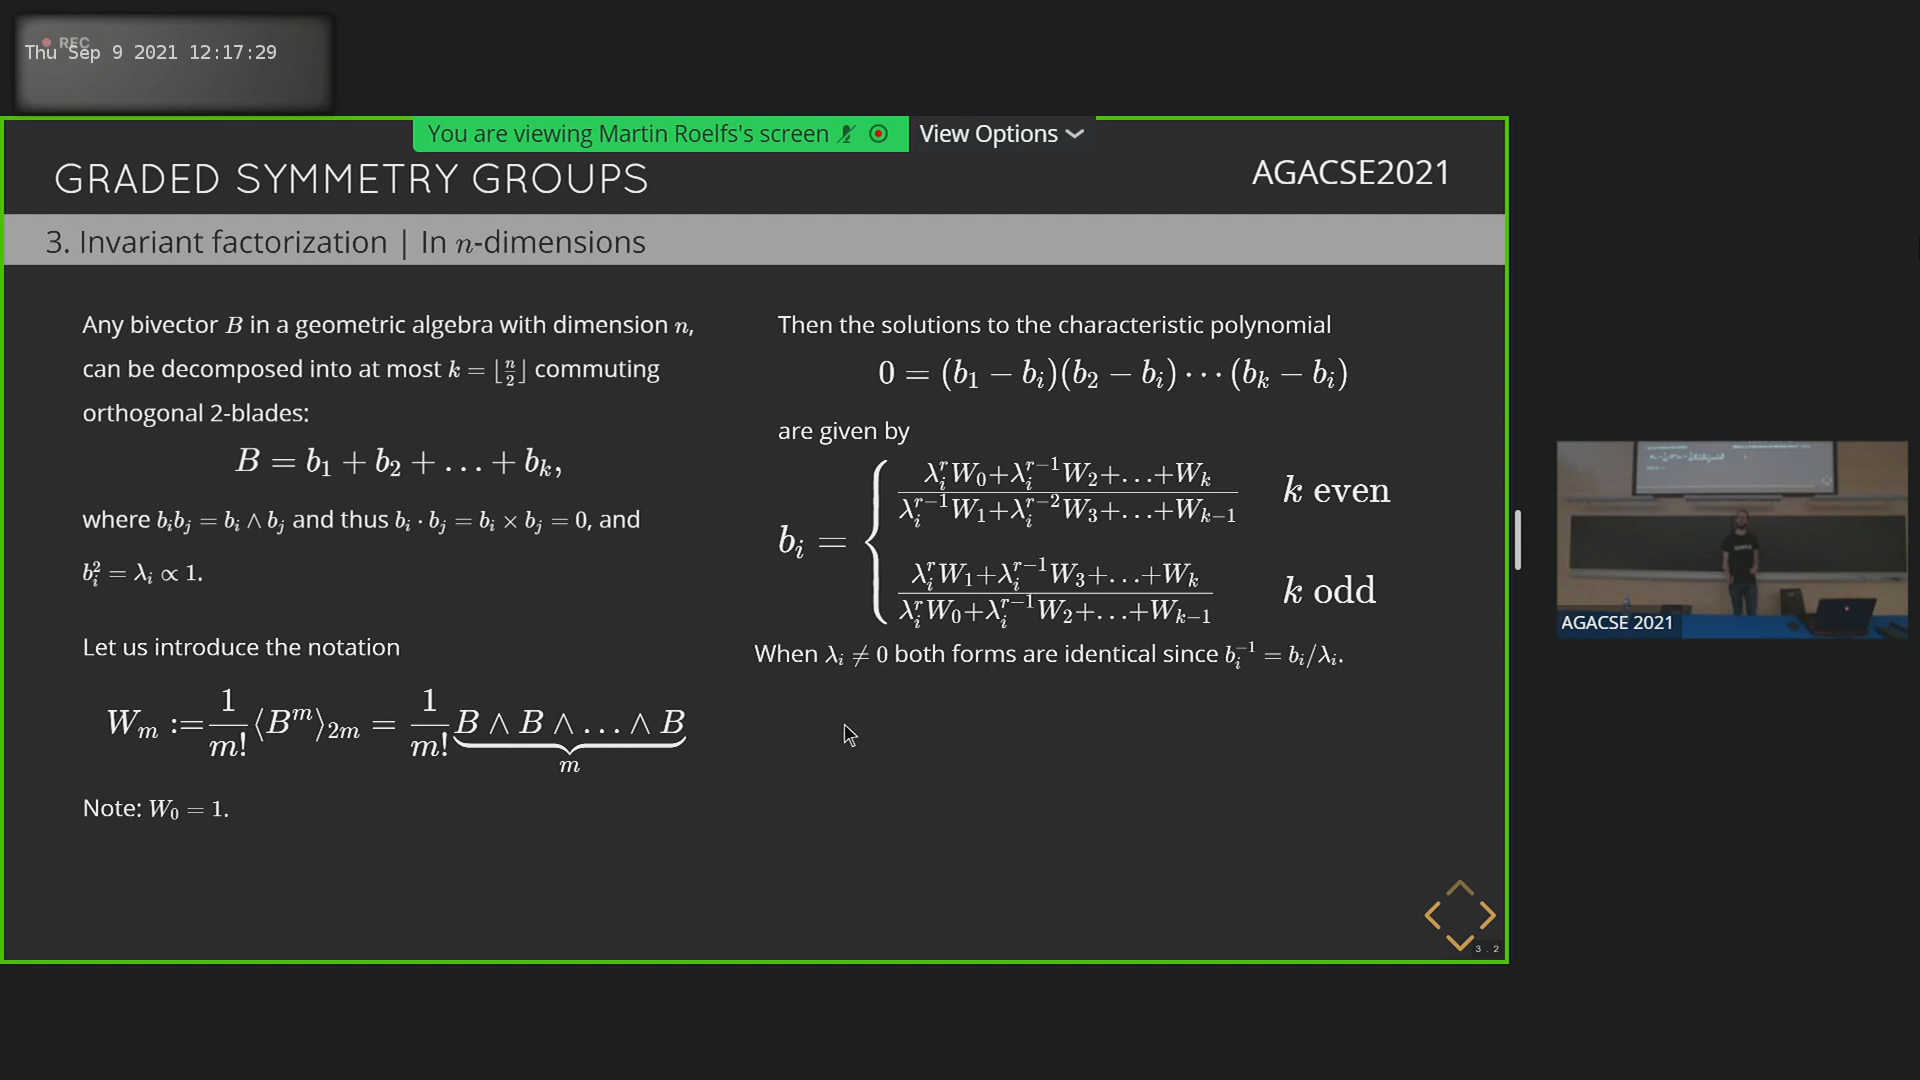 REC
Thu Sep 9 2021 12:17:29
You are viewing Martin Roelfs's screen
View Options
GRADED SYMMETRY GROUPS
AGACSE2021
3. Invariant factorization | In n-dimensions
Any bivector B in a geometric algebra with dimension n,
can be decomposed into at most k = ⌊n/2⌋ commuting
orthogonal 2-blades:
B = b₁ + b₂ + … + bₖ,
where bᵢbⱼ = bᵢ ∧ bⱼ and thus bᵢ · bⱼ = bᵢ × bⱼ = 0, and
bᵢ² = λᵢ ∝ 1.
Let us introduce the notation
Wₘ := 1/m! ⟨Bᵐ⟩₂ₘ = 1/m! B ∧ B ∧ … ∧ B
m
Note: W₀ = 1.
Then the solutions to the characteristic polynomial
0 = (b₁ − bᵢ)(b₂ − bᵢ) ⋯ (bₖ − bᵢ)
are given by
bᵢ = { (λᵢʳW₀+λᵢʳ⁻¹W₂+…+Wₖ)/(λᵢʳ⁻¹W₁+λᵢʳ⁻²W₃+…+Wₖ₋₁) k even
(λᵢʳW₁+λᵢʳ⁻¹W₃+…+Wₖ)/(λᵢʳW₀+λᵢʳ⁻¹W₂+…+Wₖ₋₁) k odd
When λᵢ ≠ 0 both forms are identical since bᵢ⁻¹ = bᵢ/λᵢ.
3 . 2
AGACSE 2021